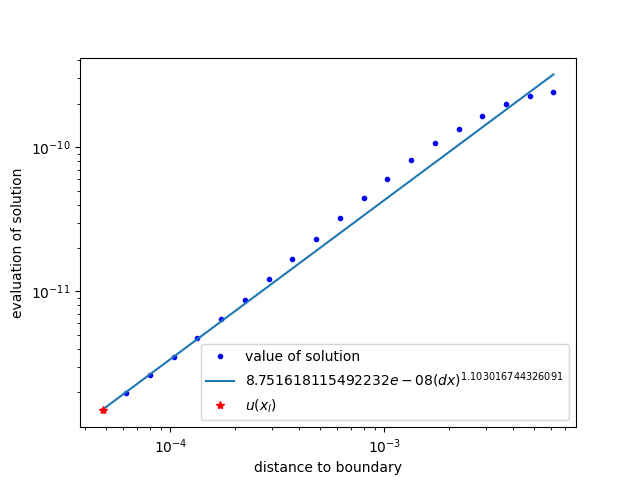 10⁻¹⁰
10⁻¹¹
evaluation of solution
value of solution
8.751618115492232e − 08(dx)^1.103016744326091
u(x_l)
10⁻⁴
10⁻³
distance to boundary